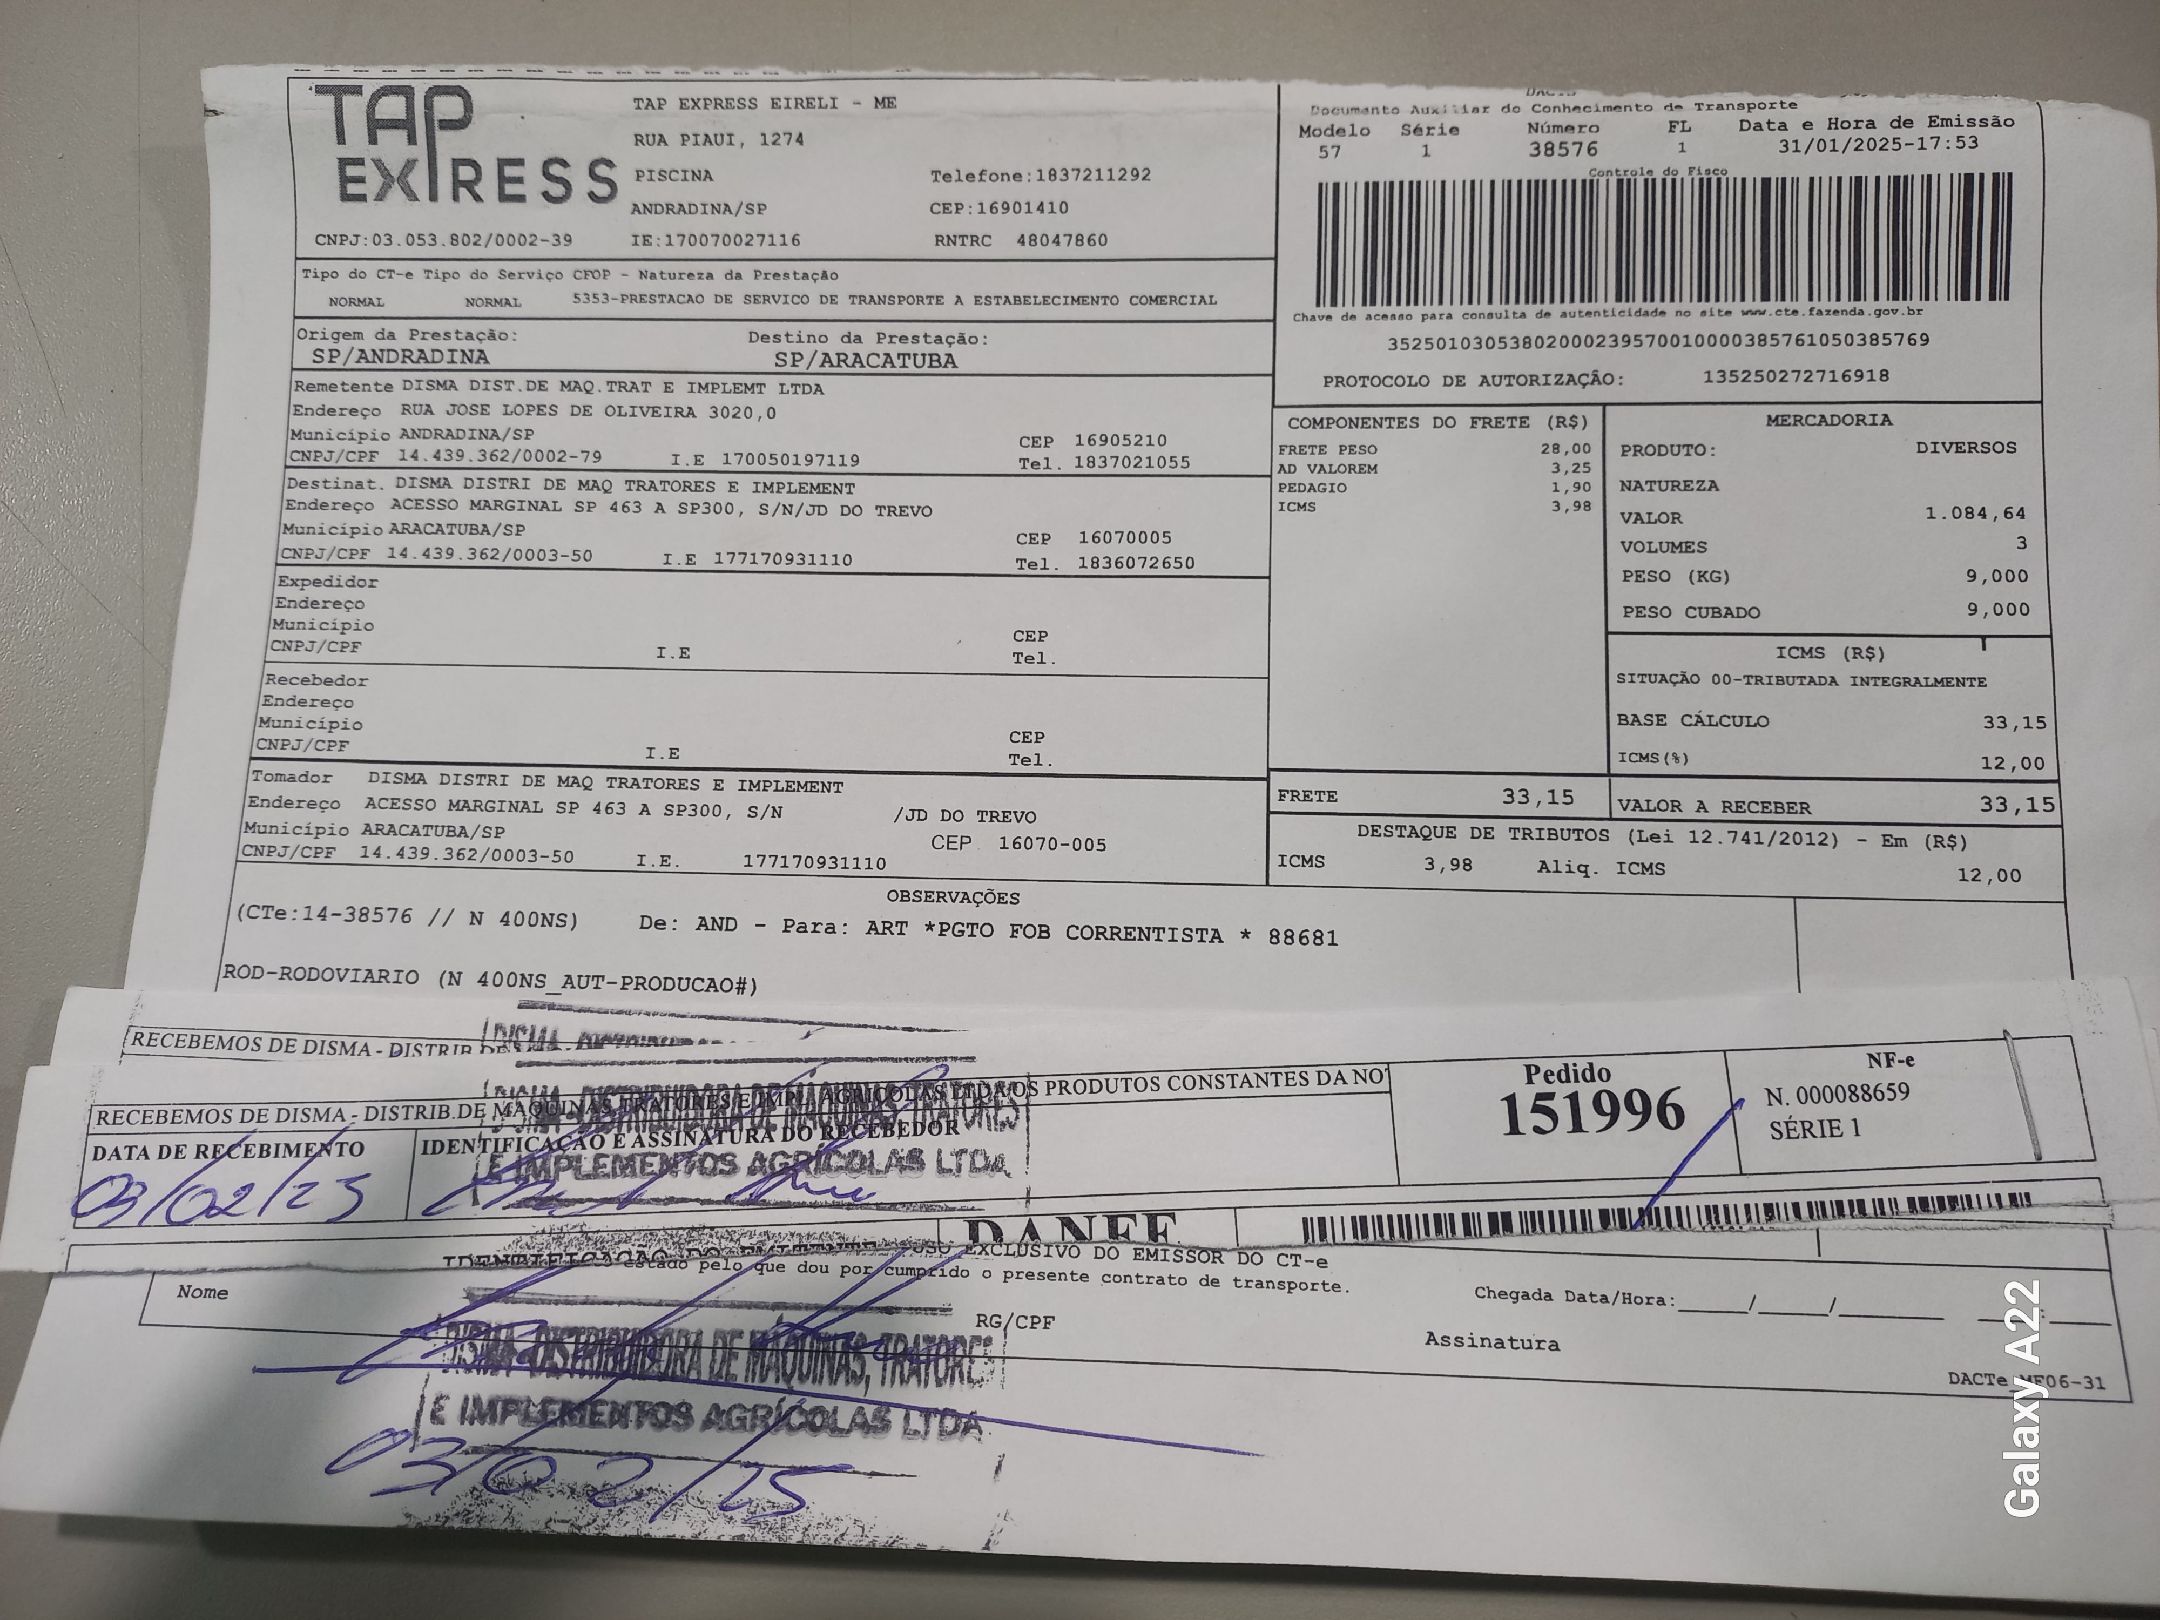 TAP EXPRESS
TAP EXPRESS EIRELI - ME
RUA PIAUI, 1274
PISCINA Telefone:1837211292
ANDRADINA/SP CEP:16901410
CNPJ:03.053.802/0002-39 IE:170070027116 RNTRC 48047860
Documento Auxiliar do Conhecimento de Transporte
Modelo Série Número FL Data e Hora de Emissão
57 1 38576 1 31/01/2025-17:53
Controle do Fisco
Chave de acesso para consulta de autenticidade no site www.cte.fazenda.gov.br
35250103053802000239570010000385761050385769
PROTOCOLO DE AUTORIZAÇÃO: 135250272716918
Tipo do CT-e Tipo do Serviço CFOP - Natureza da Prestação
NORMAL NORMAL 5353-PRESTACAO DE SERVICO DE TRANSPORTE A ESTABELECIMENTO COMERCIAL
Origem da Prestação: Destino da Prestação:
SP/ANDRADINA SP/ARACATUBA
Remetente DISMA DIST.DE MAQ.TRAT E IMPLEMT LTDA
Endereço RUA JOSE LOPES DE OLIVEIRA 3020,0
Município ANDRADINA/SP CEP 16905210
CNPJ/CPF 14.439.362/0002-79 I.E 170050197119 Tel. 1837021055
Destinat. DISMA DISTRI DE MAQ TRATORES E IMPLEMENT
Endereço ACESSO MARGINAL SP 463 A SP300, S/N/JD DO TREVO
Município ARACATUBA/SP CEP 16070005
CNPJ/CPF 14.439.362/0003-50 I.E 177170931110 Tel. 1836072650
Expedidor
Endereço
Município CEP
CNPJ/CPF I.E Tel.
Recebedor
Endereço
Município CEP
CNPJ/CPF I.E Tel.
Tomador DISMA DISTRI DE MAQ TRATORES E IMPLEMENT
Endereço ACESSO MARGINAL SP 463 A SP300, S/N /JD DO TREVO
Município ARACATUBA/SP CEP 16070-005
CNPJ/CPF 14.439.362/0003-50 I.E. 177170931110
COMPONENTES DO FRETE (R$)
FRETE PESO 28,00
AD VALOREM 3,25
PEDAGIO 1,90
ICMS 3,98
MERCADORIA
PRODUTO: DIVERSOS
NATUREZA
VALOR 1.084,64
VOLUMES 3
PESO (KG) 9,000
PESO CUBADO 9,000
ICMS (R$)
SITUAÇÃO 00-TRIBUTADA INTEGRALMENTE
BASE CÁLCULO 33,15
ICMS(%) 12,00
FRETE 33,15 VALOR A RECEBER 33,15
DESTAQUE DE TRIBUTOS (Lei 12.741/2012) - Em (R$)
ICMS 3,98 Aliq. ICMS 12,00
OBSERVAÇÕES
(CTe:14-38576 // N 400NS) De: AND - Para: ART *PGTO FOB CORRENTISTA * 88681
ROD-RODOVIARIO (N 400NS_AUT-PRODUCAO#)
RECEBEMOS DE DISMA - DISTRIB DE
RECEBEMOS DE DISMA - DISTRIB.DE MAQUINAS TRATORES E IMPL. AGRICOLAS LTDA OS PRODUTOS CONSTANTES DA NO
DATA DE RECEBIMENTO IDENTIFICAÇÃO E ASSINATURA DO RECEBEDOR
03/02/25
DISMA - DISTRIBUIDORA DE MÁQUINAS, TRATORES
E IMPLEMENTOS AGRÍCOLAS LTDA
Pedido
151996
NF-e
N. 000088659
SÉRIE 1
DANFE
USO EXCLUSIVO DO EMISSOR DO CT-e
estado pelo que dou por cumprido o presente contrato de transporte.
Nome RG/CPF Chegada Data/Hora:_____/_____/_______
Assinatura
DISMA - DISTRIBUIDORA DE MÁQUINAS, TRATORES
E IMPLEMENTOS AGRÍCOLAS LTDA
03/02/25
DACTe MF06-31
Galaxy A22